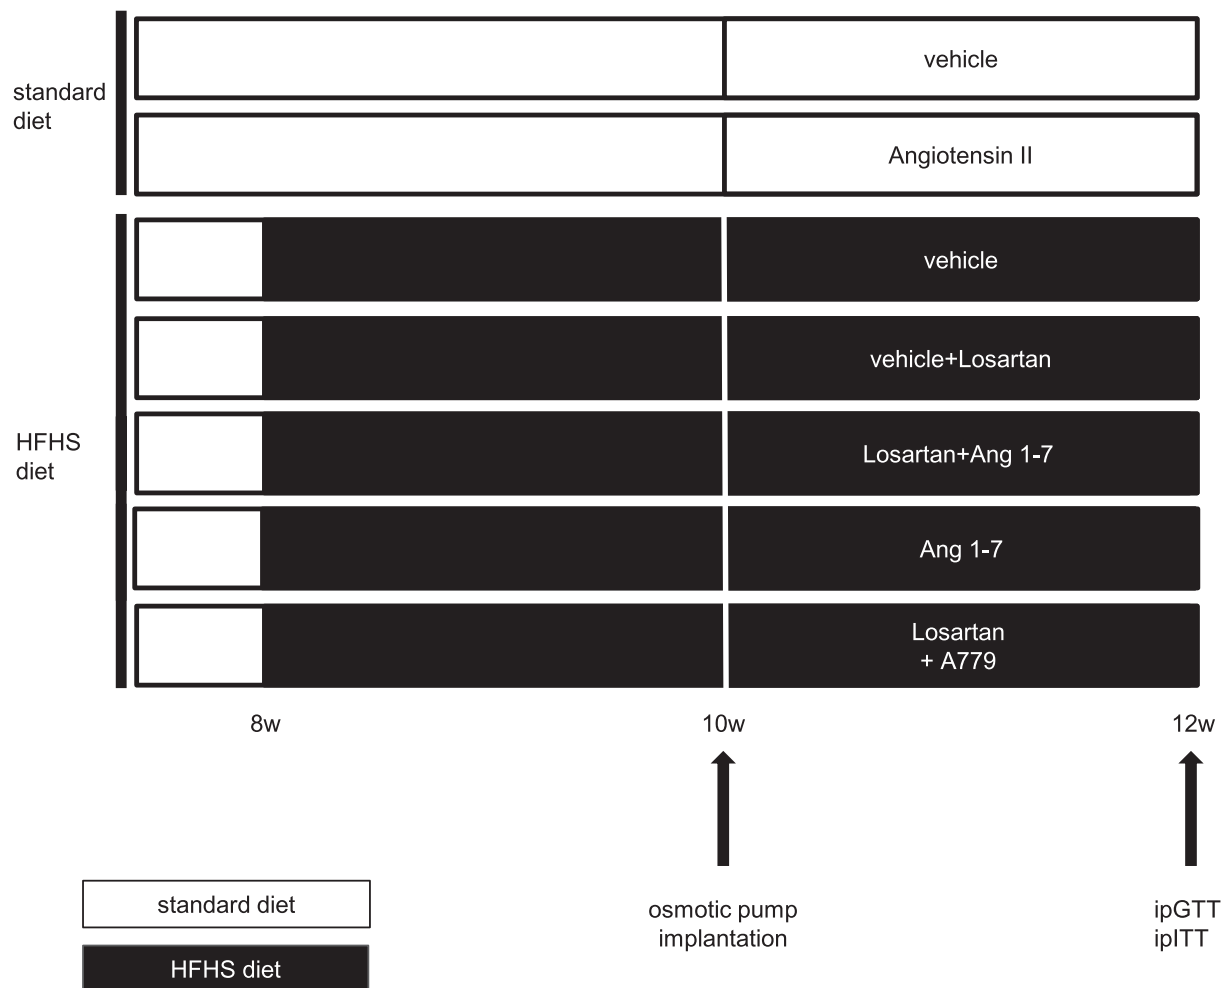 standard
diet
vehicle
Angiotensin II
HFHS
diet
vehicle
vehicle+Losartan
Losartan+Ang 1-7
Ang 1-7
Losartan
+ A779
8w
10w
12w
osmotic pump
implantation
ipGTT
ipITT
standard diet
HFHS diet